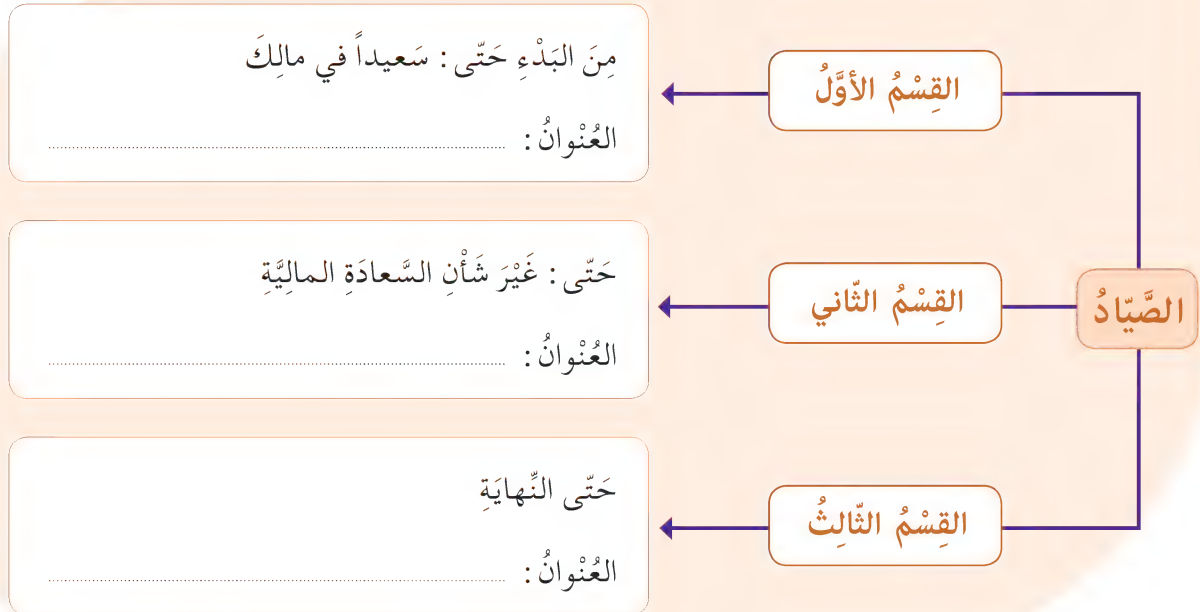 الصَّيّادُ
القِسْمُ الأوَّلُ
مِنَ البَدْءِ حَتّى : سَعيداً في مالِكَ
العُنْوانُ : ........................................
القِسْمُ الثّاني
حَتّى : غَيْرَ شَأْنِ السَّعادَةِ المالِيَّةِ
العُنْوانُ : ........................................
القِسْمُ الثّالِثُ
حَتّى النِّهايَةِ
العُنْوانُ : ........................................